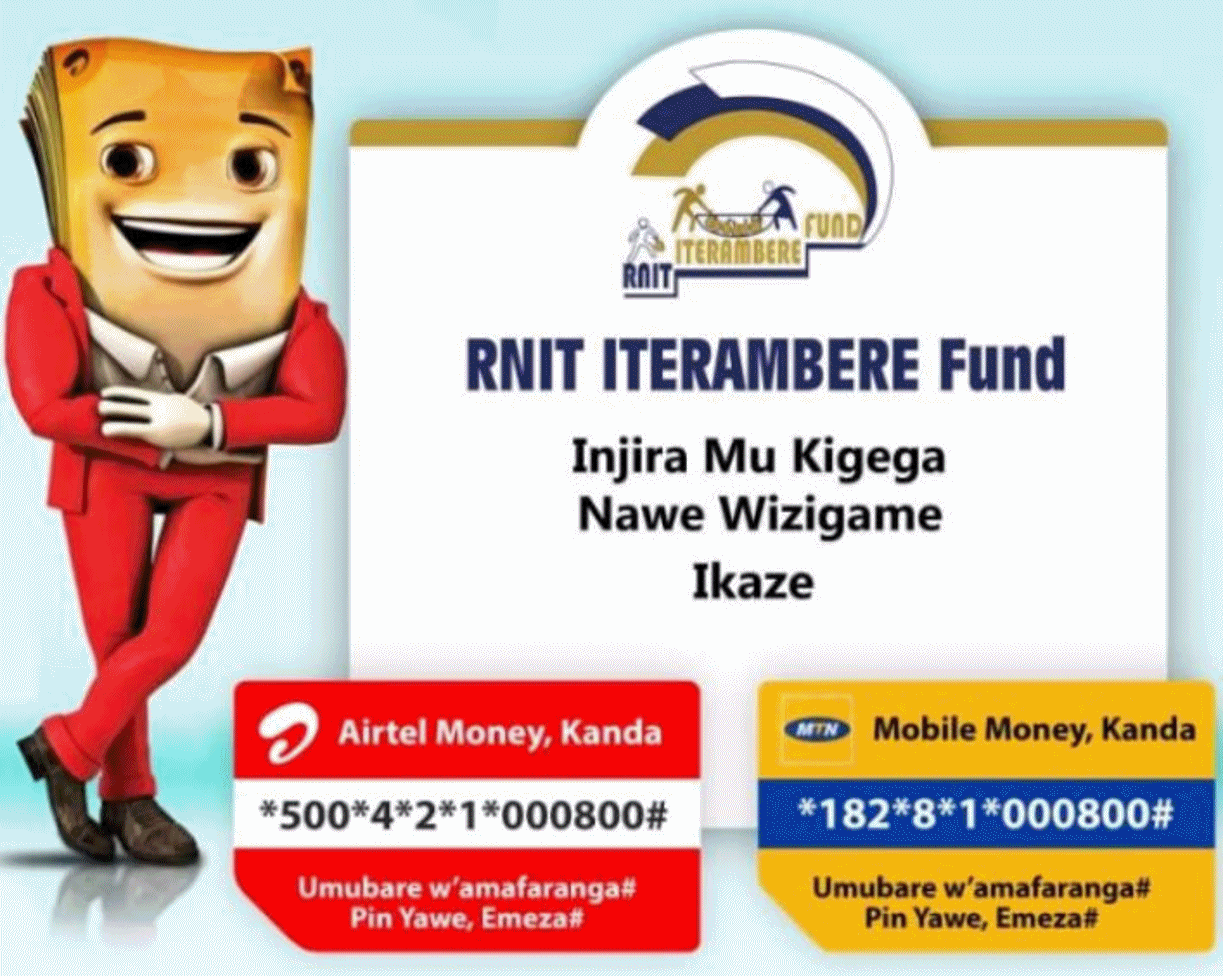 FUND
ITERAMBERE
RNIT
RNIT ITERAMBERE Fund
Injira Mu Kigega
Nawe Wizigame
Ikaze
Airtel Money, Kanda
*500*4*2*1*000800#
Umubare w’amafaranga#
Pin Yawe, Emeza#
MTN
Mobile Money, Kanda
*182*8*1*000800#
Umubare w’amafaranga#
Pin Yawe, Emeza#